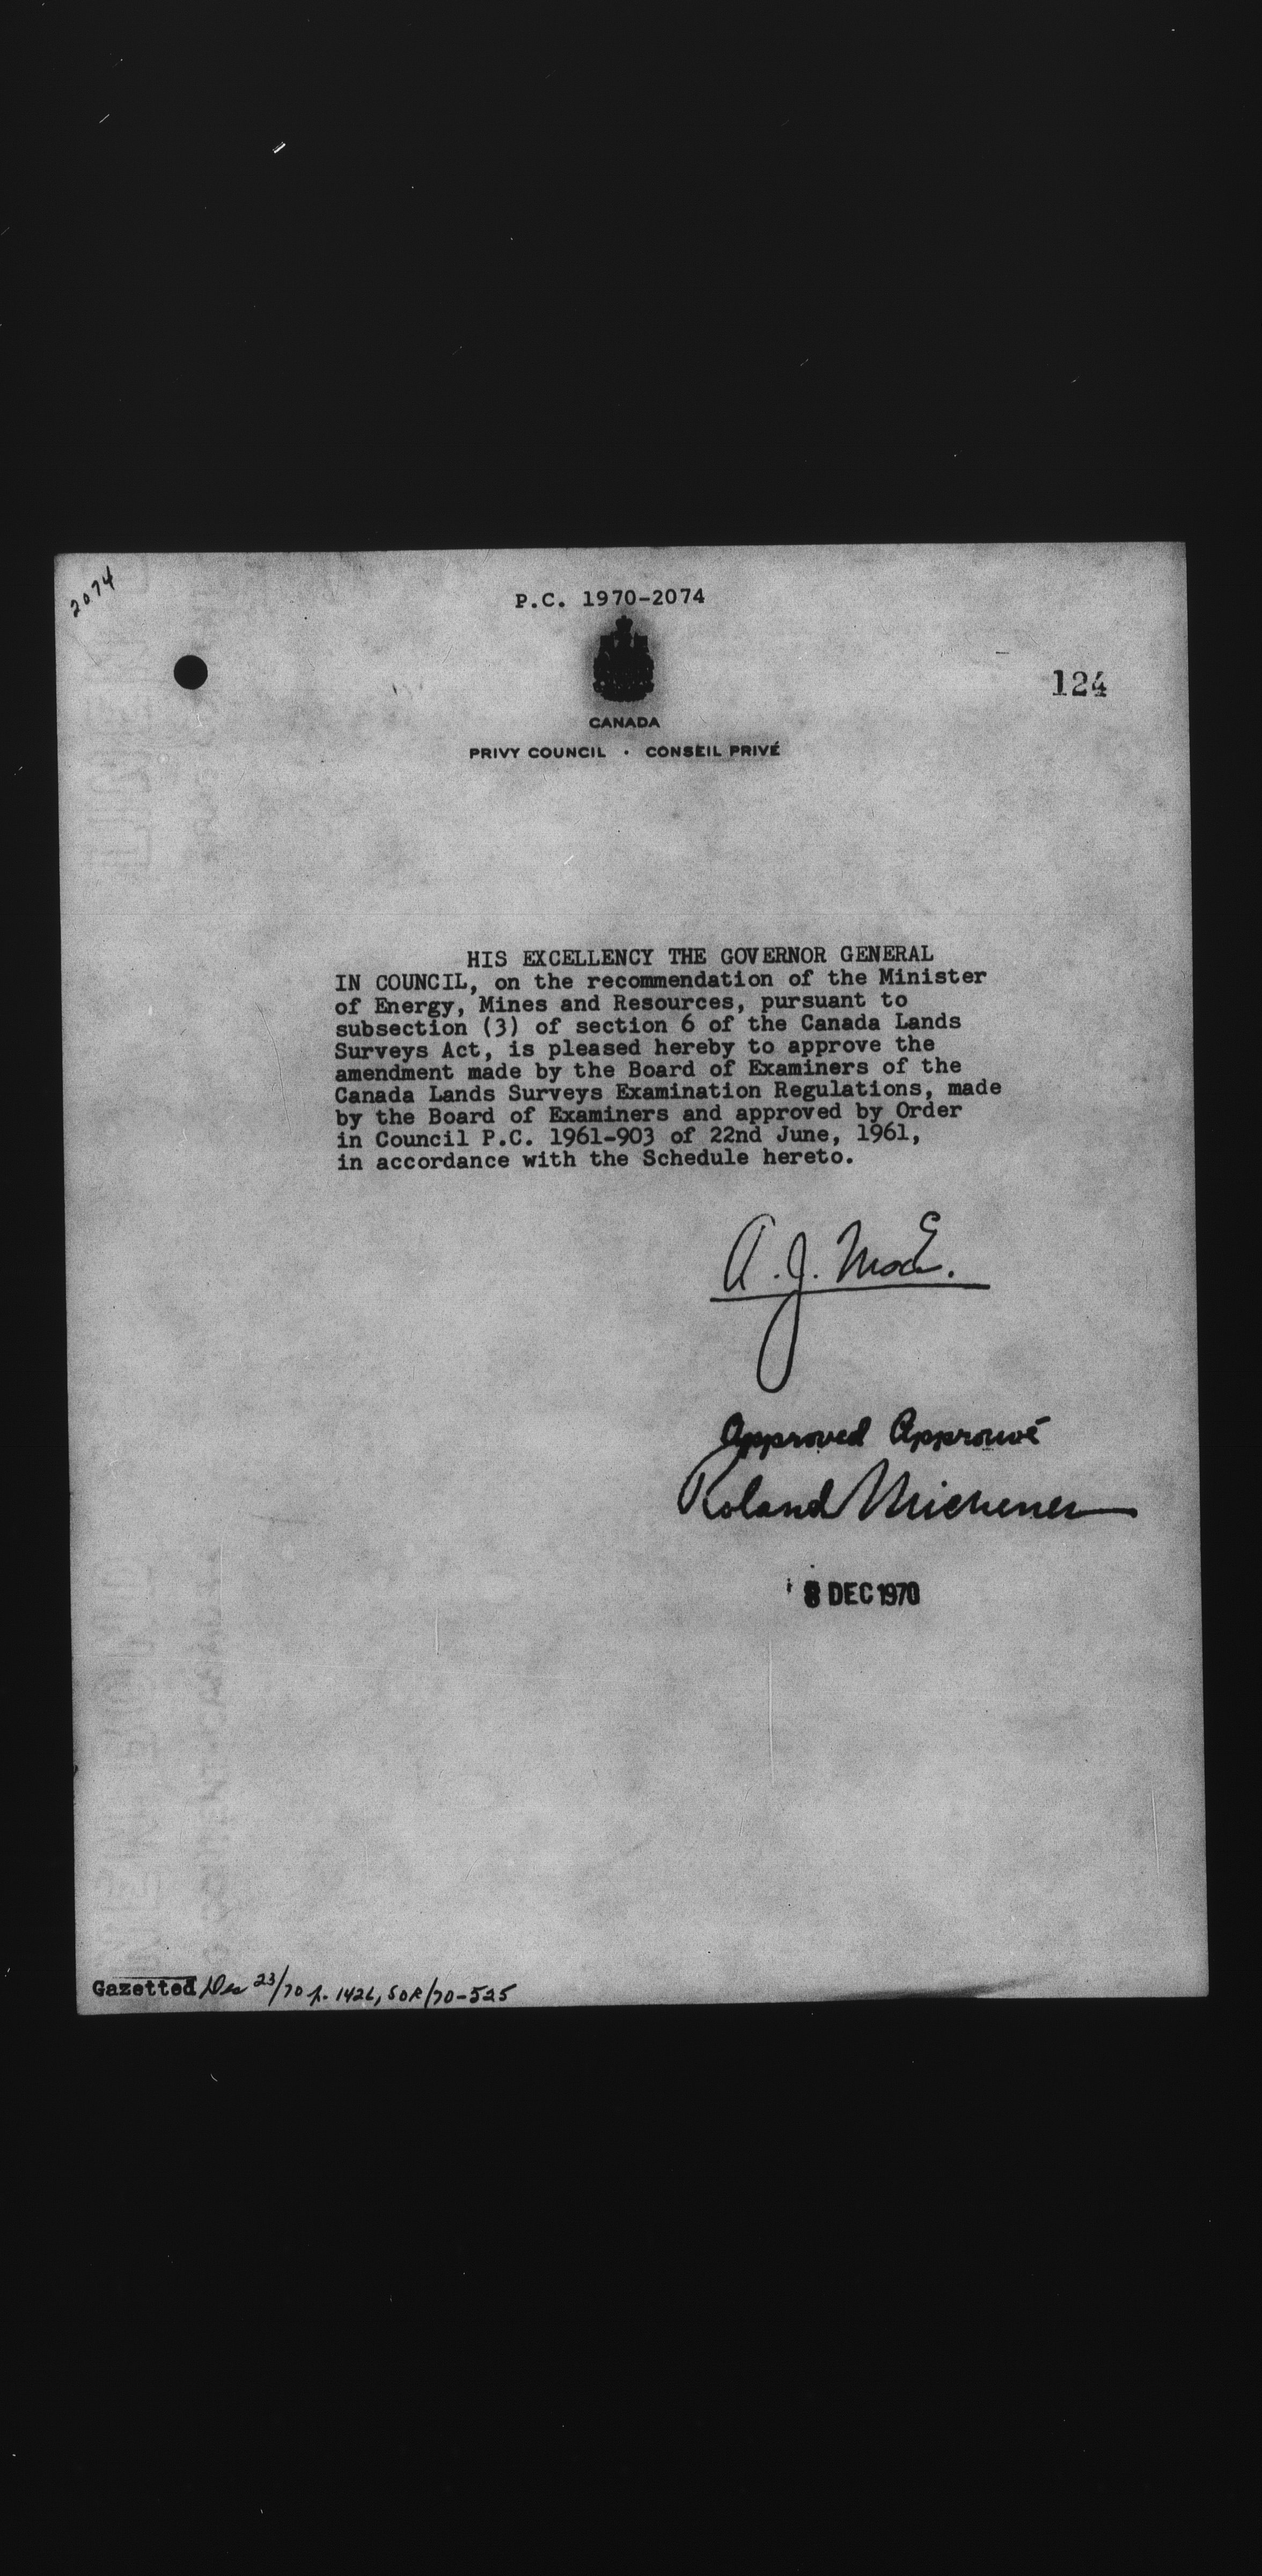 2074
P.C. 1970-2074
124
CANADA
PRIVY COUNCIL · CONSEIL PRIVÉ
HIS EXCELLENCY THE GOVERNOR GENERAL
IN COUNCIL, on the recommendation of the Minister
of Energy, Mines and Resources, pursuant to
subsection (3) of section 6 of the Canada Lands
Surveys Act, is pleased hereby to approve the
amendment made by the Board of Examiners of the
Canada Lands Surveys Examination Regulations, made
by the Board of Examiners and approved by Order
in Council P.C. 1961-903 of 22nd June, 1961,
in accordance with the Schedule hereto.
A. J.
Approved Approuvé
Roland Michener
8 DEC 1970
Gazetted Dec 23/70 p. SOR/70-525